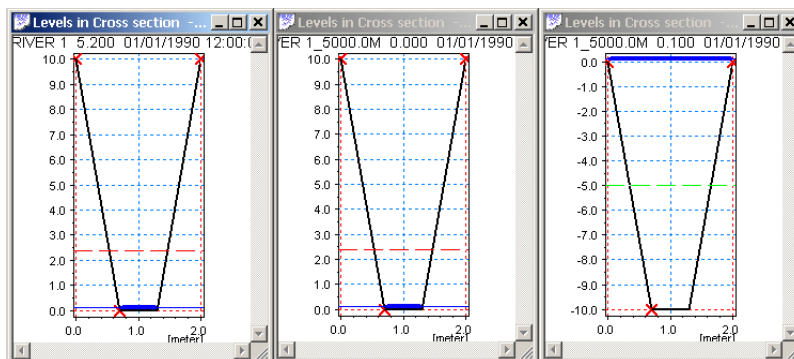 Levels in Cross section -...
RIVER 1 5.200 01/01/1990 12:00:0
10.0
9.0
8.0
7.0
6.0
5.0
4.0
3.0
2.0
1.0
0.0
0.0 1.0 2.0
[meter]
Levels in Cross section -...
/ER 1_5000.0M 0.000 01/01/1990
10.0
9.0
8.0
7.0
6.0
5.0
4.0
3.0
2.0
1.0
0.0
0.0 1.0 2.0
[meter]
Levels in Cross section -...
/ER 1_5000.0M 0.100 01/01/1990
0.0
-1.0
-2.0
-3.0
-4.0
-5.0
-6.0
-7.0
-8.0
-9.0
-10.0
0.0 1.0 2.0
[meter]